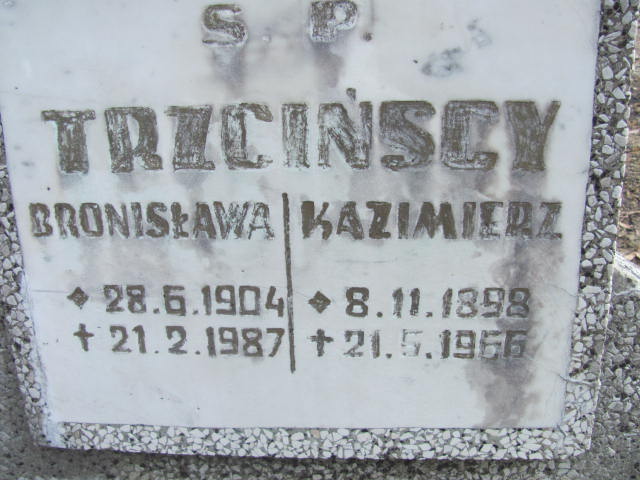 S. P.
TRZCIŃSCY
BRONISŁAWA KAZIMIERZ
28.6.1904 8.11.1898
✝ 21.2.1987 ✝ 21.5.1966